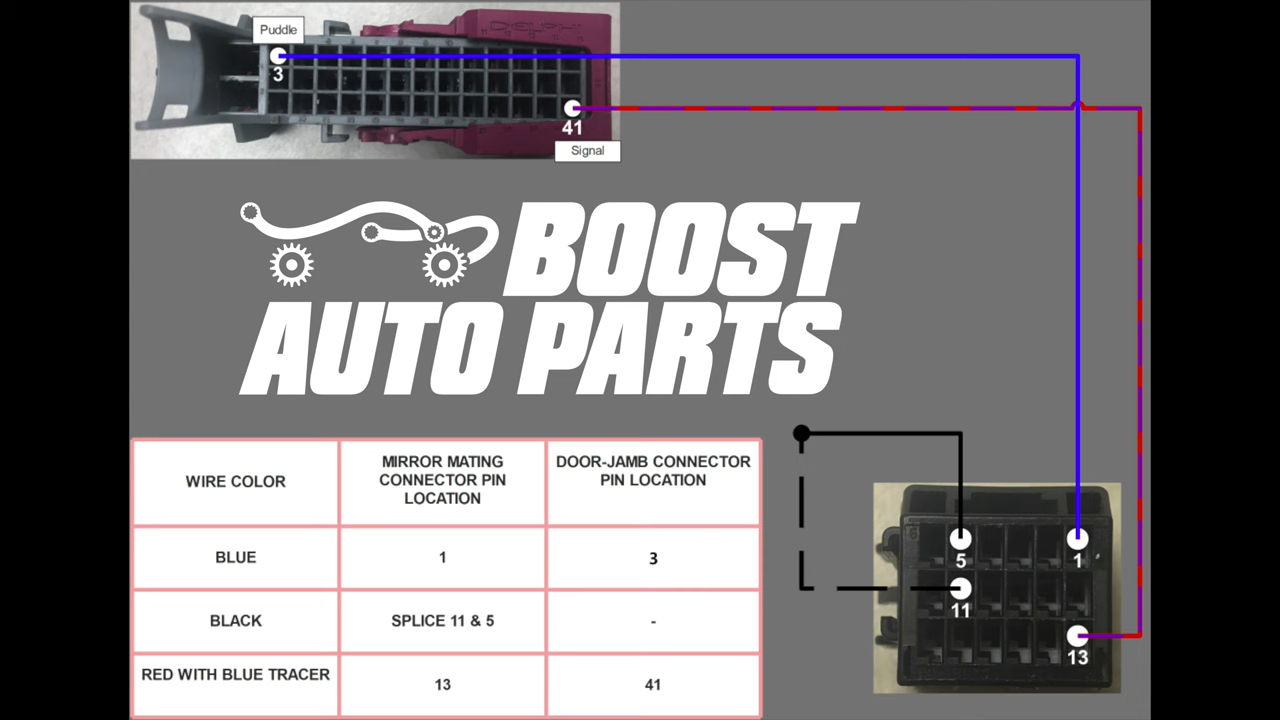 DELPHI
Puddle
3
41
Signal
BOOST
AUTO PARTS
WIRE COLOR
MIRROR MATING
CONNECTOR PIN
LOCATION
DOOR-JAMB CONNECTOR
PIN LOCATION
BLUE
1
3
BLACK
SPLICE 11 & 5
-
RED WITH BLUE TRACER
13
41
5
1
11
13